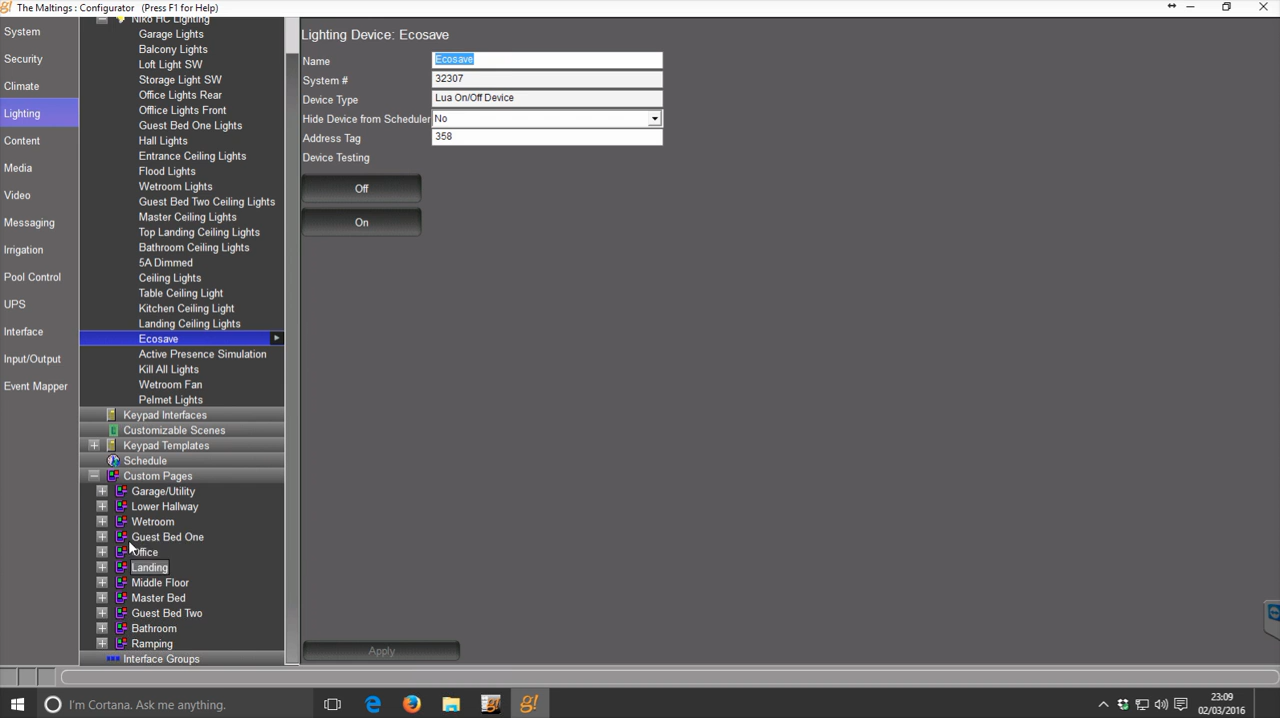 The Maltings : Configurator (Press F1 for Help)
System
Security
Climate
Lighting
Content
Media
Video
Messaging
Irrigation
Pool Control
UPS
Interface
Input/Output
Event Mapper
Niko HC Lighting
Garage Lights
Balcony Lights
Loft Light SW
Storage Light SW
Office Lights Rear
Offlice Lights Front
Guest Bed One Lights
Hall Lights
Entrance Ceiling Lights
Flood Lights
Wetroom Lights
Guest Bed Two Ceiling Lights
Master Ceiling Lights
Top Landing Ceiling Lights
Bathroom Ceiling Lights
5A Dimmed
Ceiling Lights
Table Ceiling Light
Kitchen Ceiling Light
Landing Ceiling Lights
Ecosave
Active Presence Simulation
Kill All Lights
Wetroom Fan
Pelmet Lights
Keypad Interfaces
Customizable Scenes
Keypad Templates
Schedule
Custom Pages
Garage/Utility
Lower Hallway
Wetroom
Guest Bed One
Office
Landing
Middle Floor
Master Bed
Guest Bed Two
Bathroom
Ramping
Interface Groups
Lighting Device: Ecosave
Name Ecosave
System # 32307
Device Type Lua On/Off Device
Hide Device from Scheduler No
Address Tag 358
Device Testing
Off
On
Apply
I'm Cortana. Ask me anything.
23:09
02/03/2016